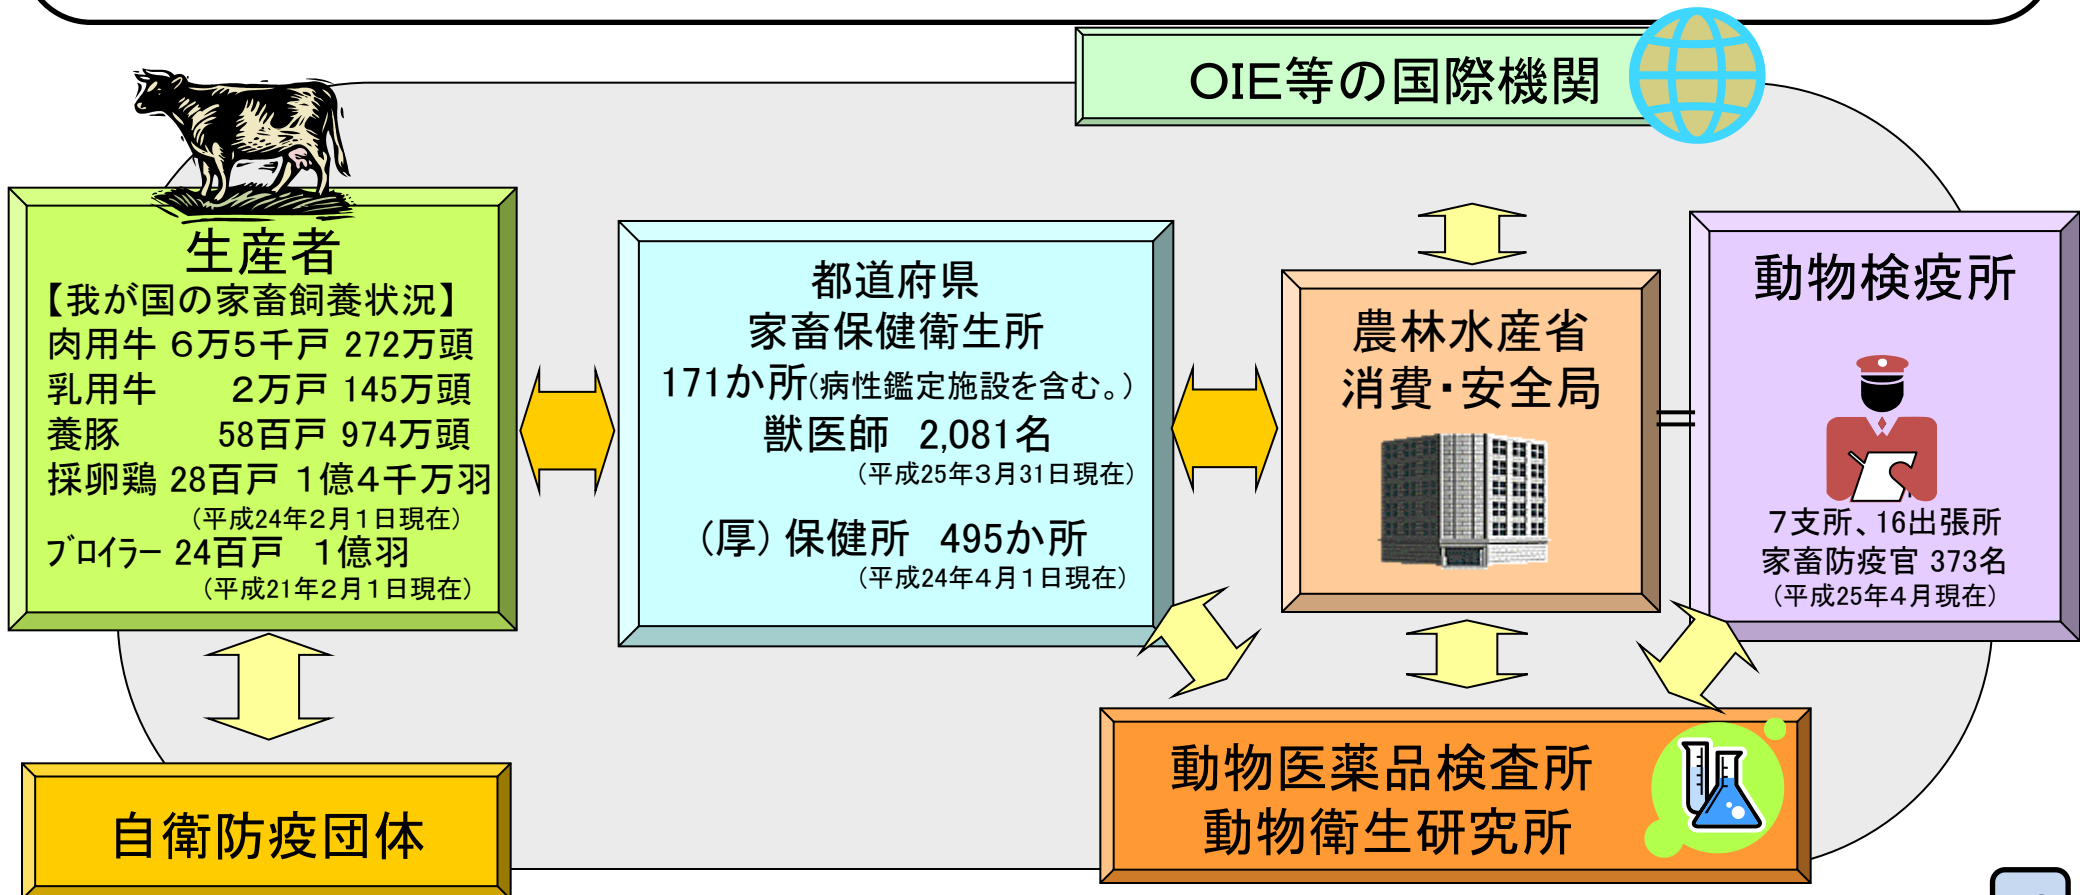 OIE等の国際機関
生産者
【我が国の家畜飼養状況】
肉用牛 6万5千戸 272万頭
乳用牛 2万戸 145万頭
養豚 58百戸 974万頭
採卵鶏 28百戸 1億4千万羽
(平成24年2月1日現在)
ブロイラー 24百戸 1億羽
(平成21年2月1日現在)
都道府県
家畜保健衛生所
171か所(病性鑑定施設を含む。)
獣医師 2,081名
(平成25年3月31日現在)
(厚)保健所 495か所
(平成24年4月1日現在)
農林水産省
消費・安全局
=
動物検疫所
7支所、16出張所
家畜防疫官 373名
(平成25年4月現在)
自衛防疫団体
動物医薬品検査所
動物衛生研究所